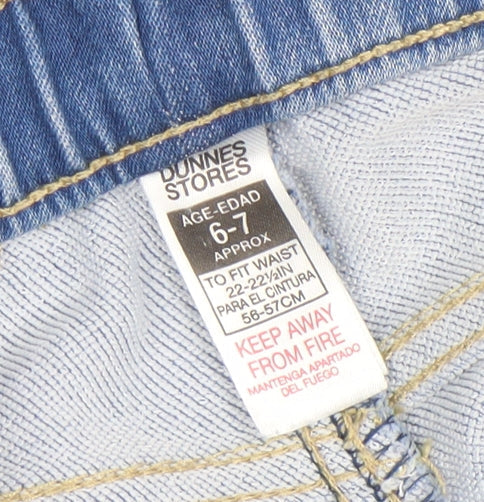 DUNNES
STORES
AGE-EDAD
6-7
APPROX
TO FIT WAIST
22-22½IN
PARA EL CINTURA
56-57CM
KEEP AWAY
FROM FIRE
MANTENGA APARTADO
DEL FUEGO